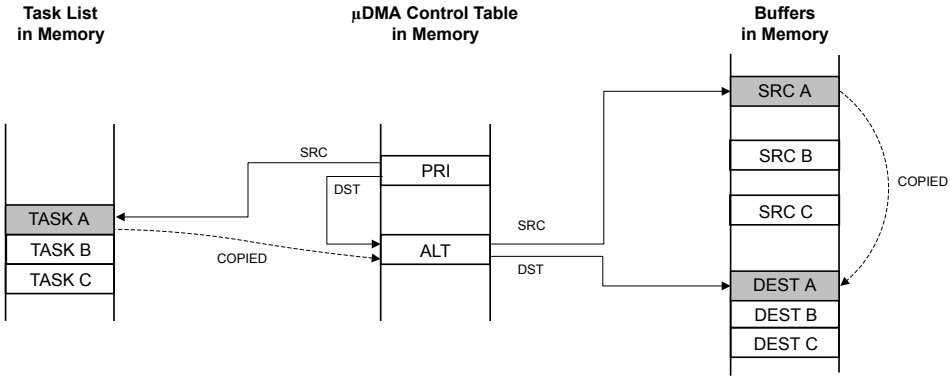 Task List
in Memory
µDMA Control Table
in Memory
Buffers
in Memory
SRC A
SRC B
SRC C
DEST A
DEST B
DEST C
COPIED
SRC
PRI
DST
TASK A
TASK B
TASK C
COPIED
ALT
SRC
DST